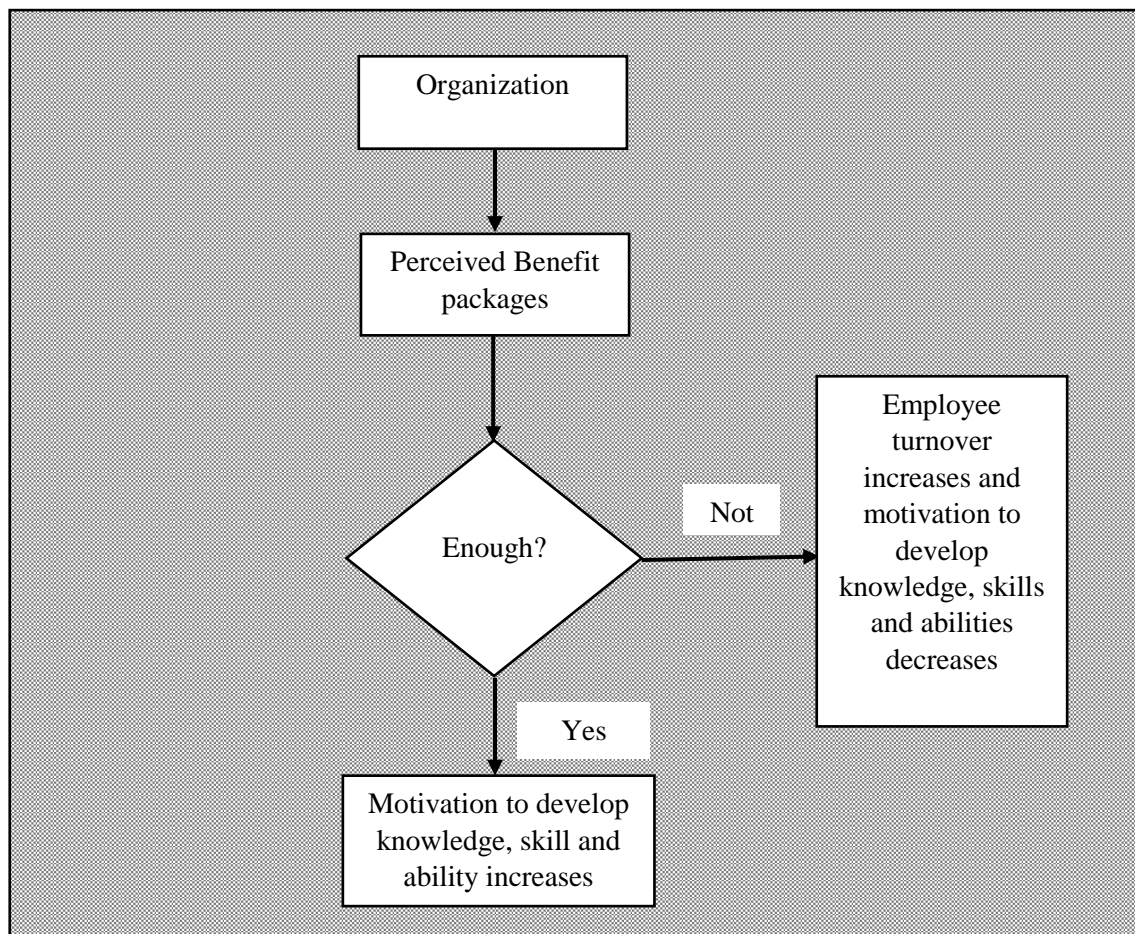 Organization
Perceived Benefit
packages
Enough?
Not
Employee
turnover
increases and
motivation to
develop
knowledge, skills
and abilities
decreases
Yes
Motivation to develop
knowledge, skill and
ability increases